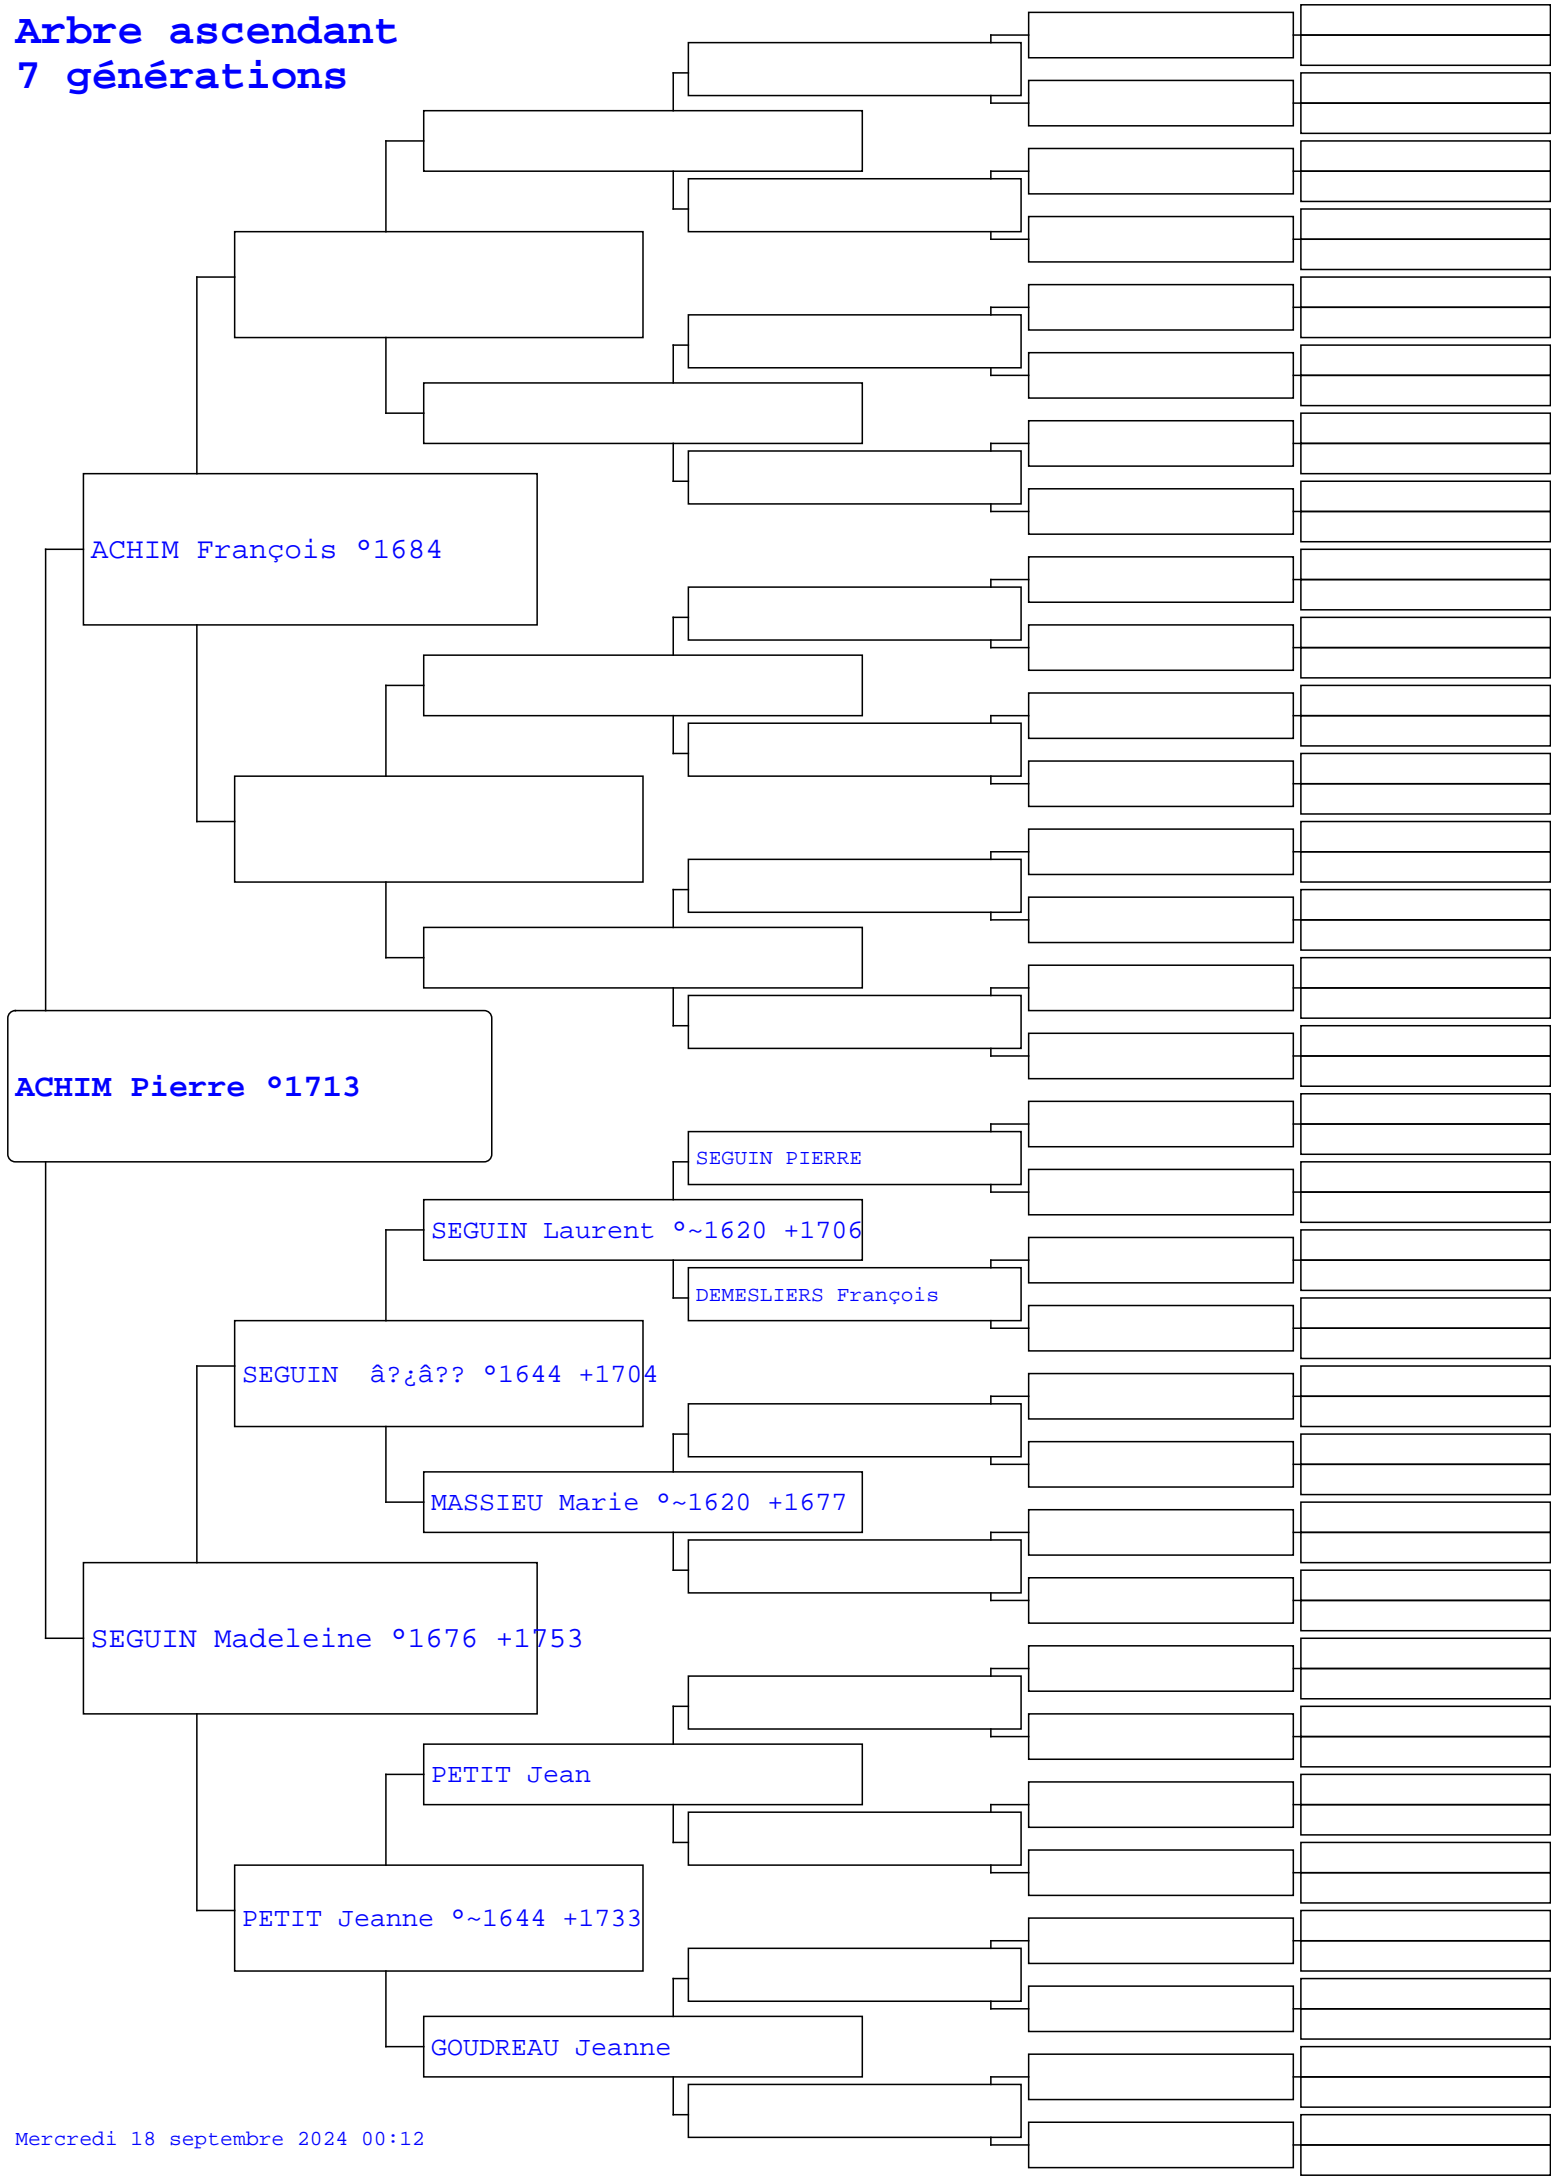 Arbre ascendant
7 générations
ACHIM François °1684
ACHIM Pierre °1713
SEGUIN PIERRE
SEGUIN Laurent °~1620 +1706
DEMESLIERS François
SEGUIN  â?¿â?? °1644 +1704
MASSIEU Marie °~1620 +1677
SEGUIN Madeleine °1676 +1753
PETIT Jean
PETIT Jeanne °~1644 +1733
GOUDREAU Jeanne
Mercredi 18 septembre 2024 00:12